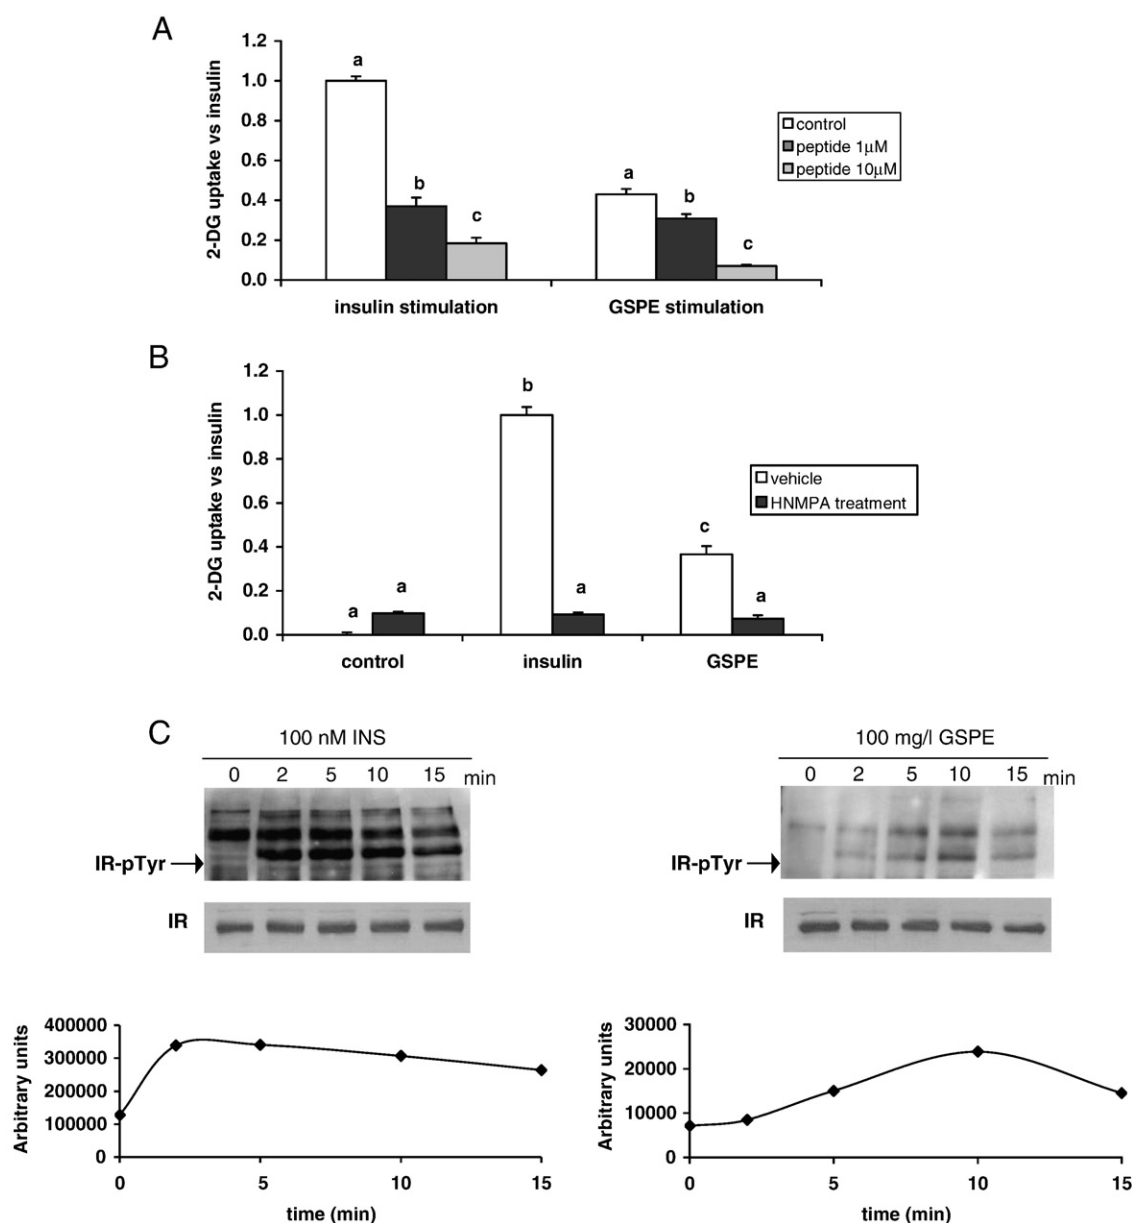 A
1.2
1.0
0.8
0.6
0.4
0.2
0.0
2-DG uptake vs insulin
a
b
c
a
b
c
insulin stimulation
GSPE stimulation
control
peptide 1μM
peptide 10μM
B
1.2
1.0
0.8
0.6
0.4
0.2
0.0
2-DG uptake vs insulin
a
a
b
a
c
a
control
insulin
GSPE
vehicle
HNMPA treatment
C
100 nM INS
0 2 5 10 15 min
IR-pTyr
IR
100 mg/l GSPE
0 2 5 10 15 min
IR-pTyr
IR
400000
300000
200000
100000
0
Arbitrary units
0 5 10 15
time (min)
30000
20000
10000
0
Arbitrary units
0 5 10 15
time (min)